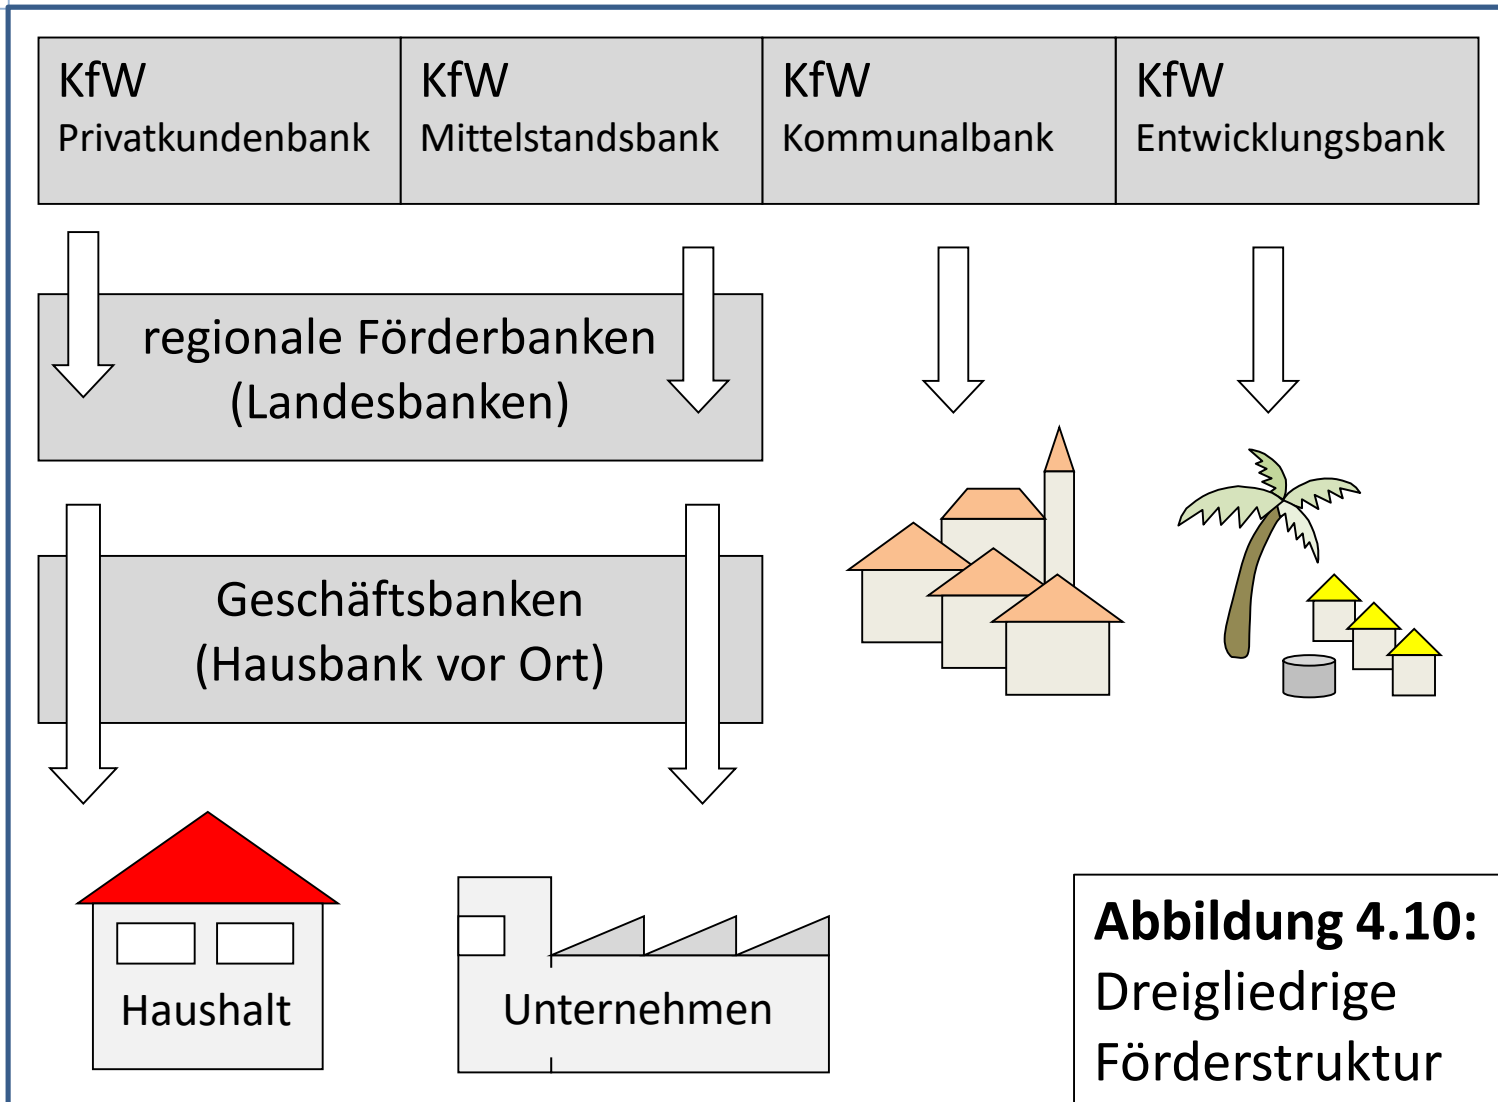 KfW
Privatkundenbank
KfW
Mittelstandsbank
KfW
Kommunalbank
KfW
Entwicklungsbank
regionale Förderbanken
(Landesbanken)
Geschäftsbanken
(Hausbank vor Ort)
Haushalt
Unternehmen
Abbildung 4.10:
Dreigliedrige
Förderstruktur